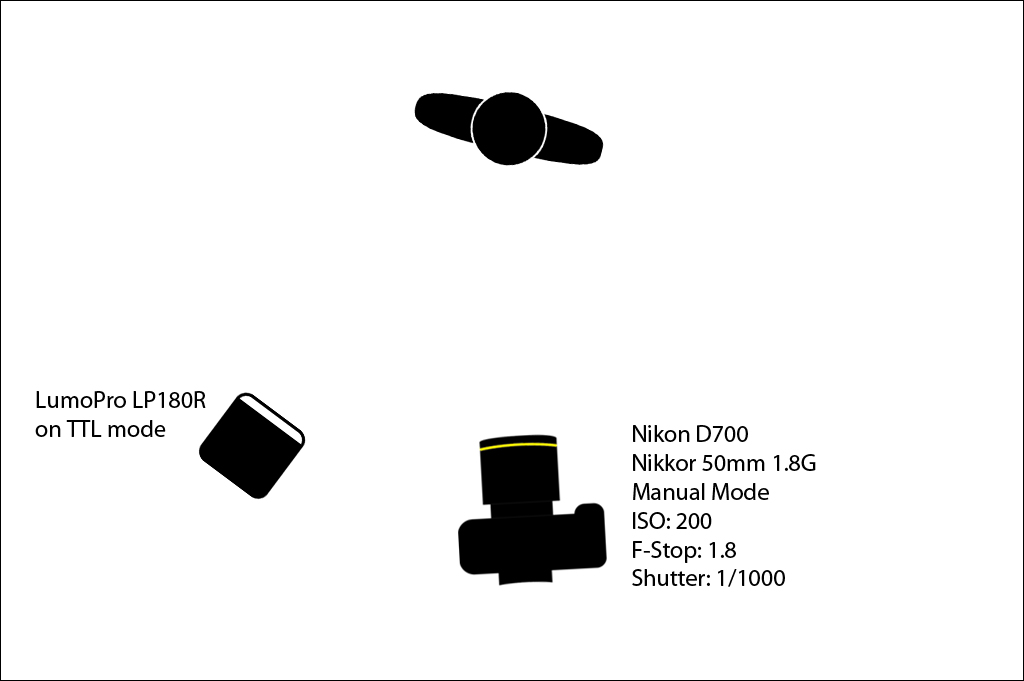 LumoPro LP180R
on TTL mode
Nikon D700
Nikkor 50mm 1.8G
Manual Mode
ISO: 200
F-Stop: 1.8
Shutter: 1/1000